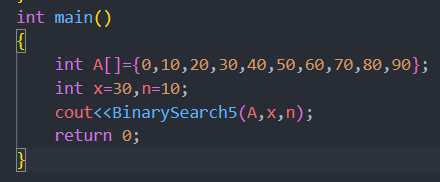 int main()
{
int A[]={0,10,20,30,40,50,60,70,80,90};
int x=30,n=10;
cout<<BinarySearch5(A,x,n);
return 0;
}